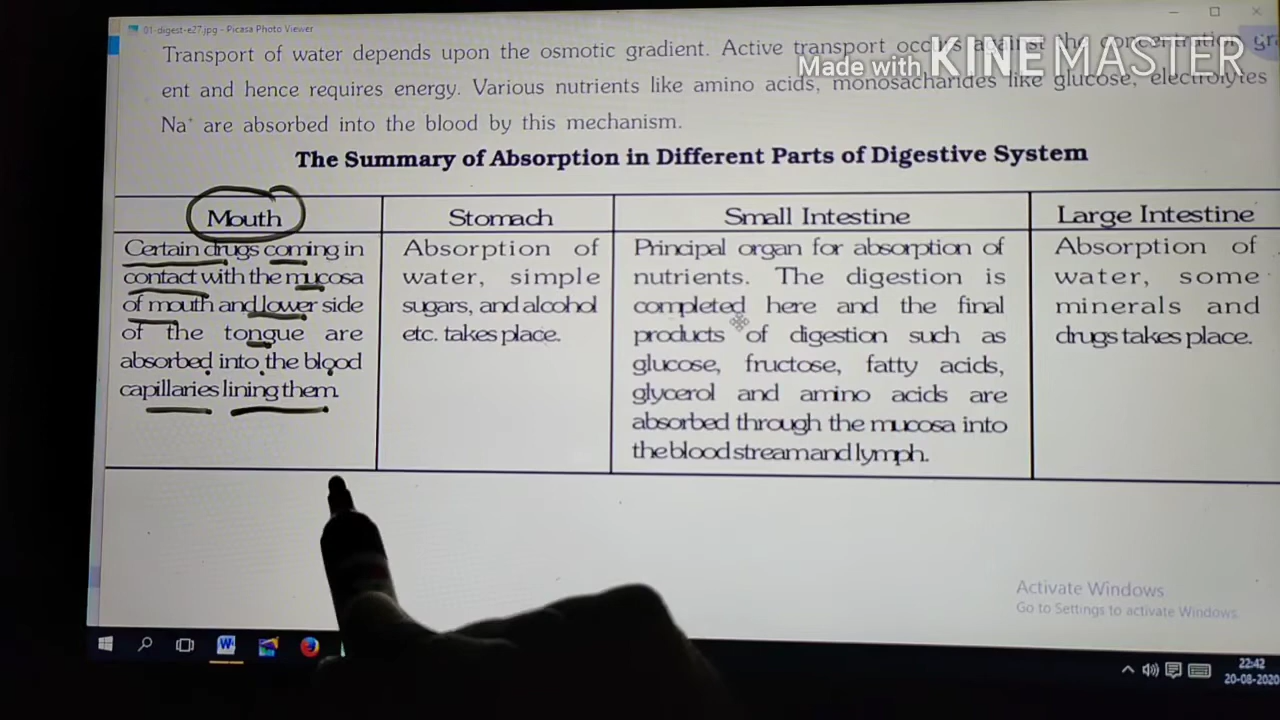 01-digest-e27.jpg - Picasa Photo Viewer
Transport of water depends upon the osmotic gradient. Active transport occurs against the concentration
Made with KINEMASTER
ent and hence requires energy. Various nutrients like amino acids, monosacharides like glucose, electrolytes
Na+ are absorbed into the blood by this mechanism.
The Summary of Absorption in Different Parts of Digestive System
Mouth
Certain drugs coming in
contact with the mucosa
of mouth and lower side
of the tongue are
absorbed into the blood
capillaries lining them.
Stomach
Absorption of
water, simple
sugars, and alcohol
etc. takes place.
Small Intestine
Principal organ for absorption of
nutrients. The digestion is
completed here and the final
products of digestion such as
glucose, fructose, fatty acids,
glycerol and amino acids are
absorbed through the mucosa into
the blood stream and lymph.
Large Intestine
Absorption of
water, some
minerals and
drugs takes place.
Activate Windows
Go to Settings to activate Windows.
22:42
20-08-2020